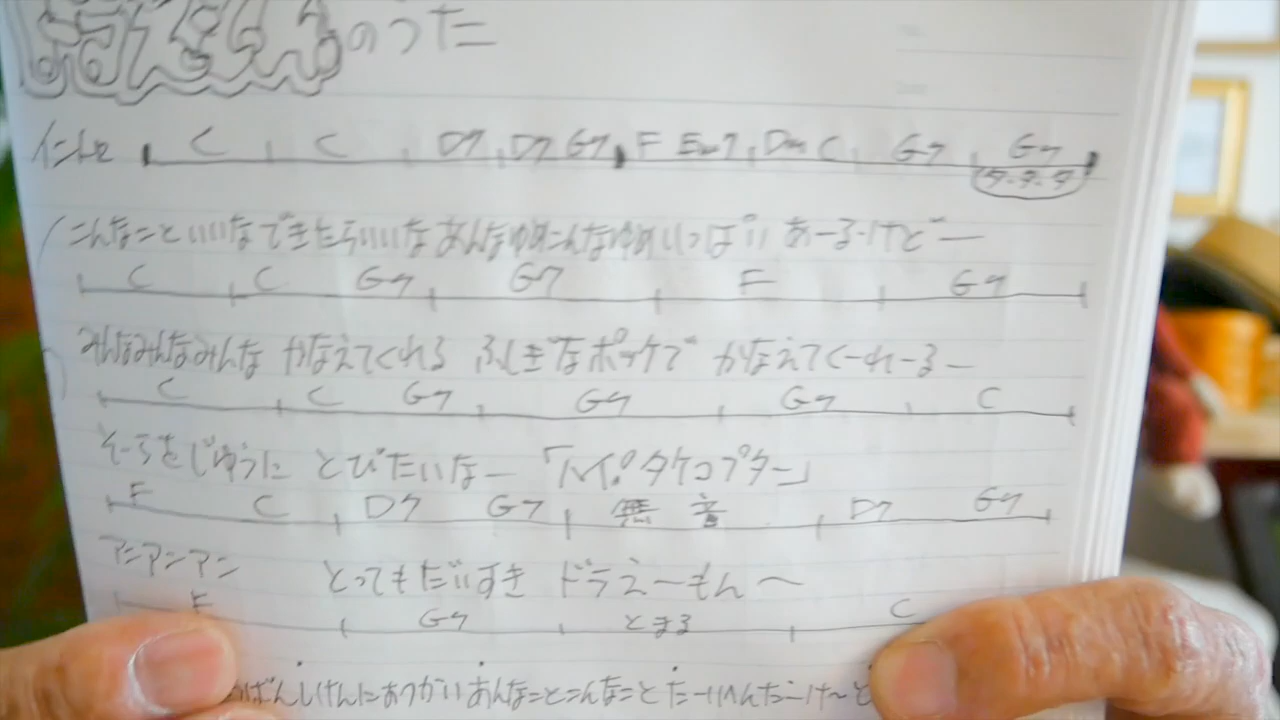 のうた
イントロ C C D7 D7 G7 F Em7 Dm C G7 G7
(タ・タ・タ)
こんなこといいなできたらいいなあんなゆめこんなゆめいっぱい あーるけどー
C C G7 G7 F G7
みんなみんなみんな かなえてくれる ふしぎなポッケで かなえてくーれーるー
C C G7 G7 G7 C
そーらをじゆうに とびたいなー 「ハイ!タケコプター」
F C D7 G7 無音 D7 G7
アンアンアン とってもだいすき ドラえーもん〜
F G7 とまる C